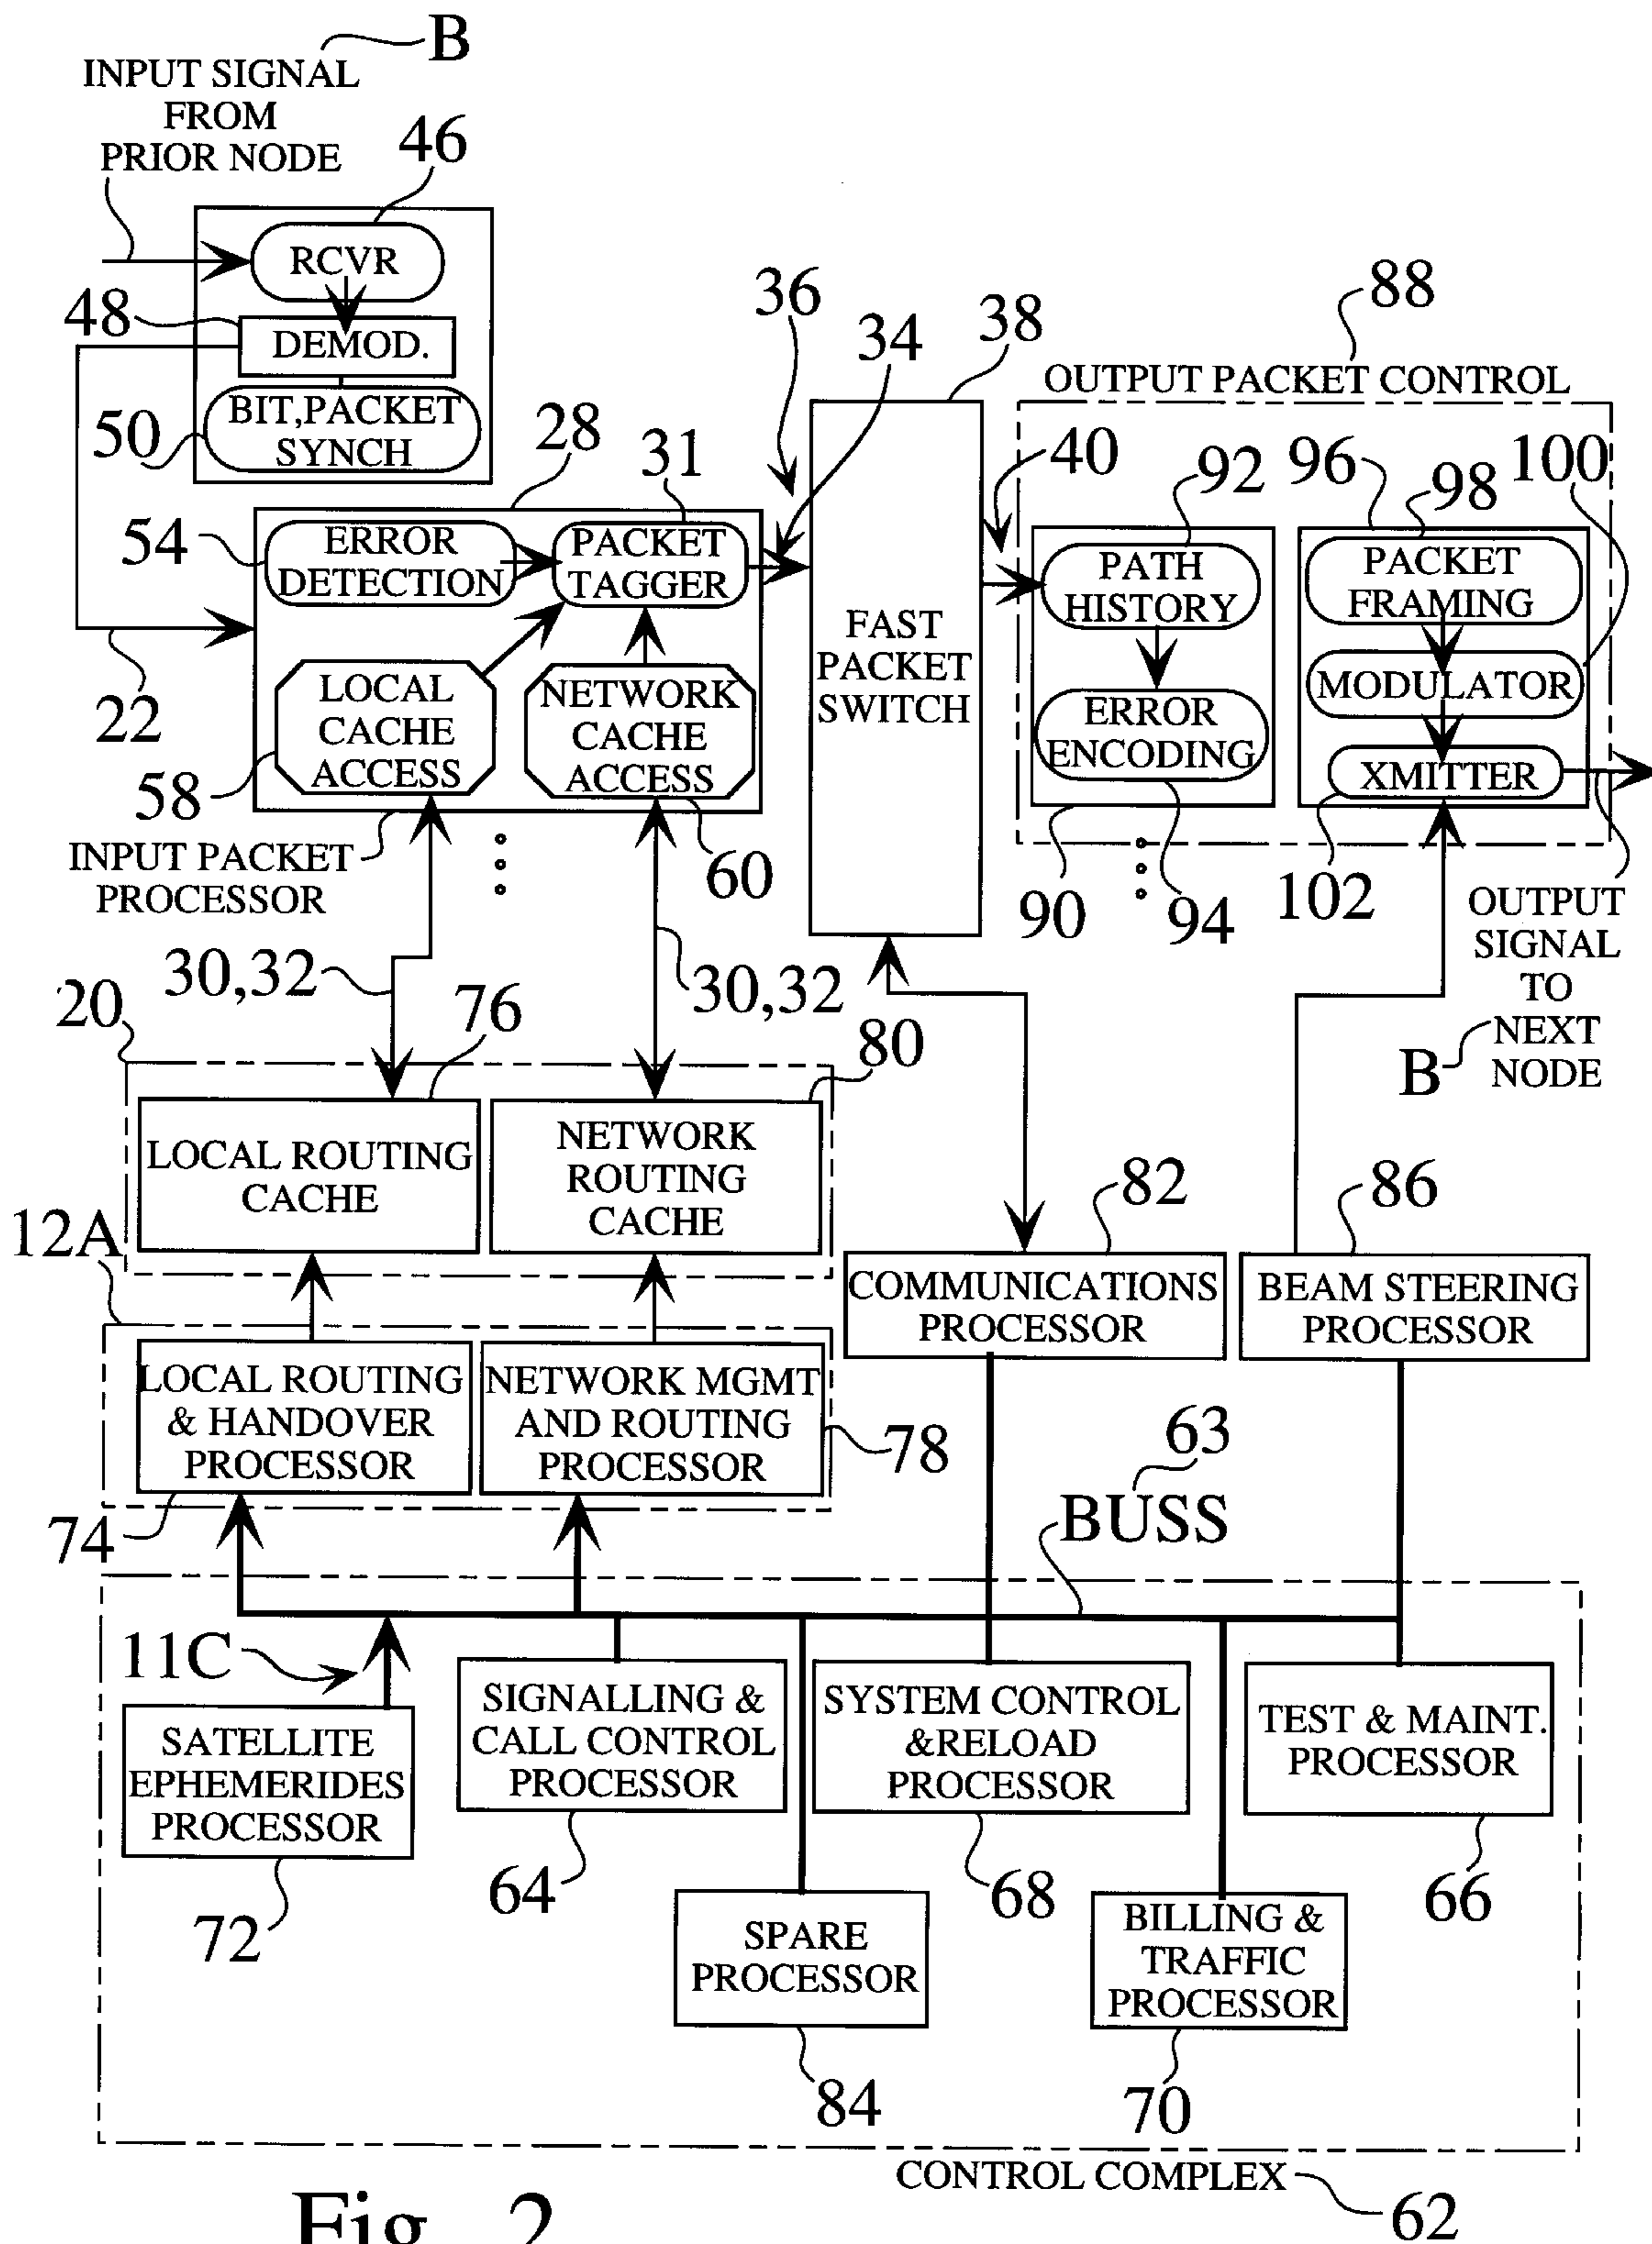 B
INPUT SIGNAL
FROM
PRIOR NODE
46
RCVR
48
DEMOD.
50
BIT,PACKET
SYNCH
36
34
38
88
OUTPUT PACKET CONTROL
28
31
40
92
96
98
100
54
ERROR
DETECTION
PACKET
TAGGER
22
LOCAL
CACHE
ACCESS
58
NETWORK
CACHE
ACCESS
60
INPUT PACKET
PROCESSOR
FAST
PACKET
SWITCH
PATH
HISTORY
ERROR
ENCODING
90
94
PACKET
FRAMING
MODULATOR
XMITTER
102
OUTPUT
SIGNAL
TO
NEXT
NODE
B
30,32
30,32
20
76
80
LOCAL ROUTING
CACHE
NETWORK
ROUTING
CACHE
12A
82
86
COMMUNICATIONS
PROCESSOR
BEAM STEERING
PROCESSOR
LOCAL ROUTING
& HANDOVER
PROCESSOR
NETWORK MGMT
AND ROUTING
PROCESSOR
78
74
63
BUSS
11C
SATELLITE
EPHEMERIDES
PROCESSOR
72
SIGNALLING &
CALL CONTROL
PROCESSOR
64
SYSTEM CONTROL
&RELOAD
PROCESSOR
68
TEST & MAINT.
PROCESSOR
66
SPARE
PROCESSOR
84
BILLING &
TRAFFIC
PROCESSOR
70
CONTROL COMPLEX
62
Fig. 2